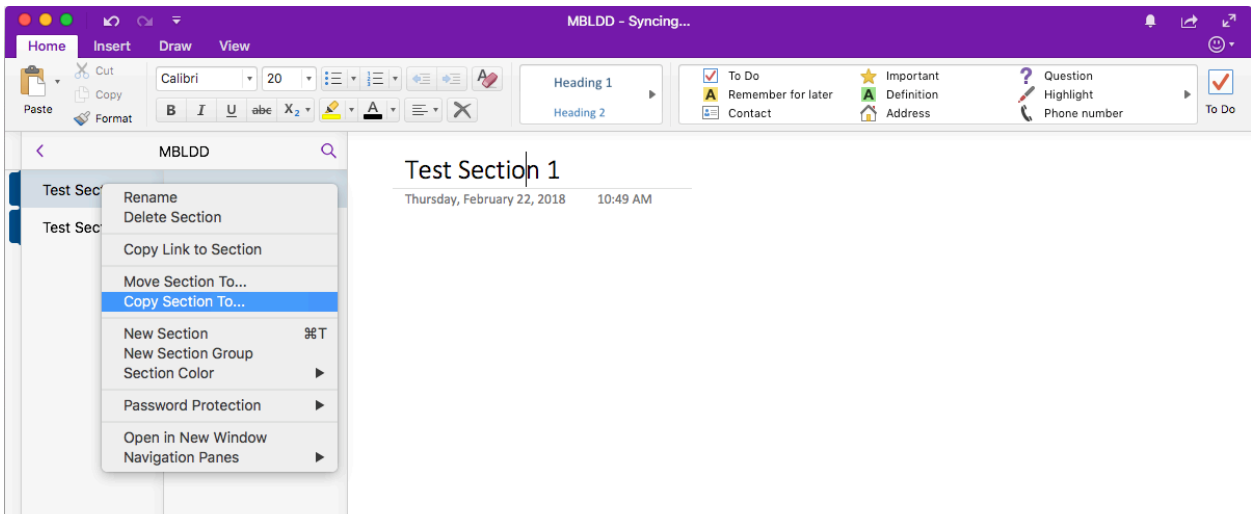 MBLDD - Syncing...
Home Insert Draw View
Paste
Cut
Copy
Format
Calibri 20
B I U abc X2 A
Heading 1
Heading 2
To Do
Remember for later
Contact
Important
Definition
Address
Question
Highlight
Phone number
To Do
MBLDD
Test Sec
Test Sec
Rename
Delete Section
Copy Link to Section
Move Section To...
Copy Section To...
New Section ⌘T
New Section Group
Section Color
Password Protection
Open in New Window
Navigation Panes
Test Section 1
Thursday, February 22, 2018 10:49 AM